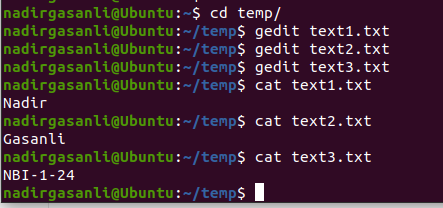 nadirgasanli@Ubuntu:~$ cd temp/
nadirgasanli@Ubuntu:~/temp$ gedit text1.txt
nadirgasanli@Ubuntu:~/temp$ gedit text2.txt
nadirgasanli@Ubuntu:~/temp$ gedit text3.txt
nadirgasanli@Ubuntu:~/temp$ cat text1.txt
Nadir
nadirgasanli@Ubuntu:~/temp$ cat text2.txt
Gasanli
nadirgasanli@Ubuntu:~/temp$ cat text3.txt
NBI-1-24
nadirgasanli@Ubuntu:~/temp$